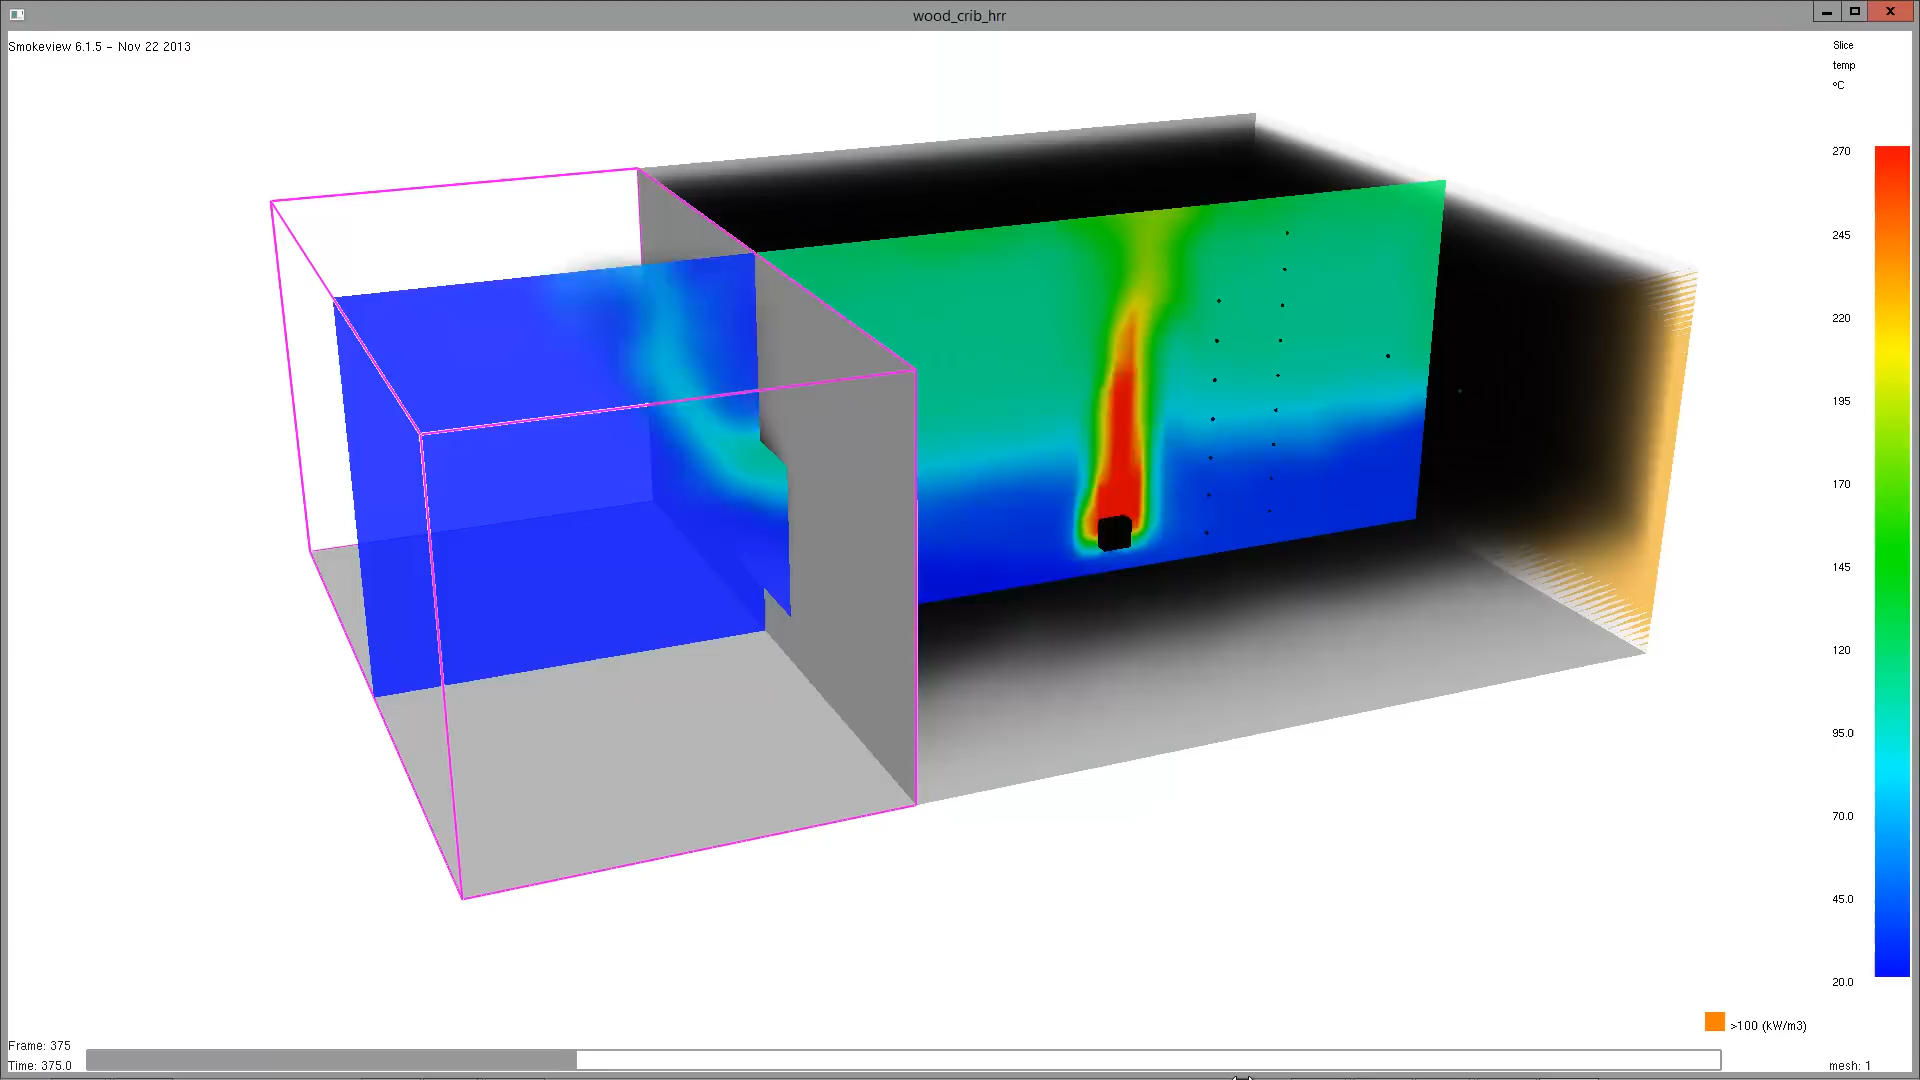 wood_crib_hrr
Smokeview 6.1.5 - Nov 22 2013
Slice
temp
°C
270
245
220
195
170
145
120
95.0
70.0
45.0
20.0
>100 (kW/m3)
Frame: 375
Time: 375.0
mesh: 1